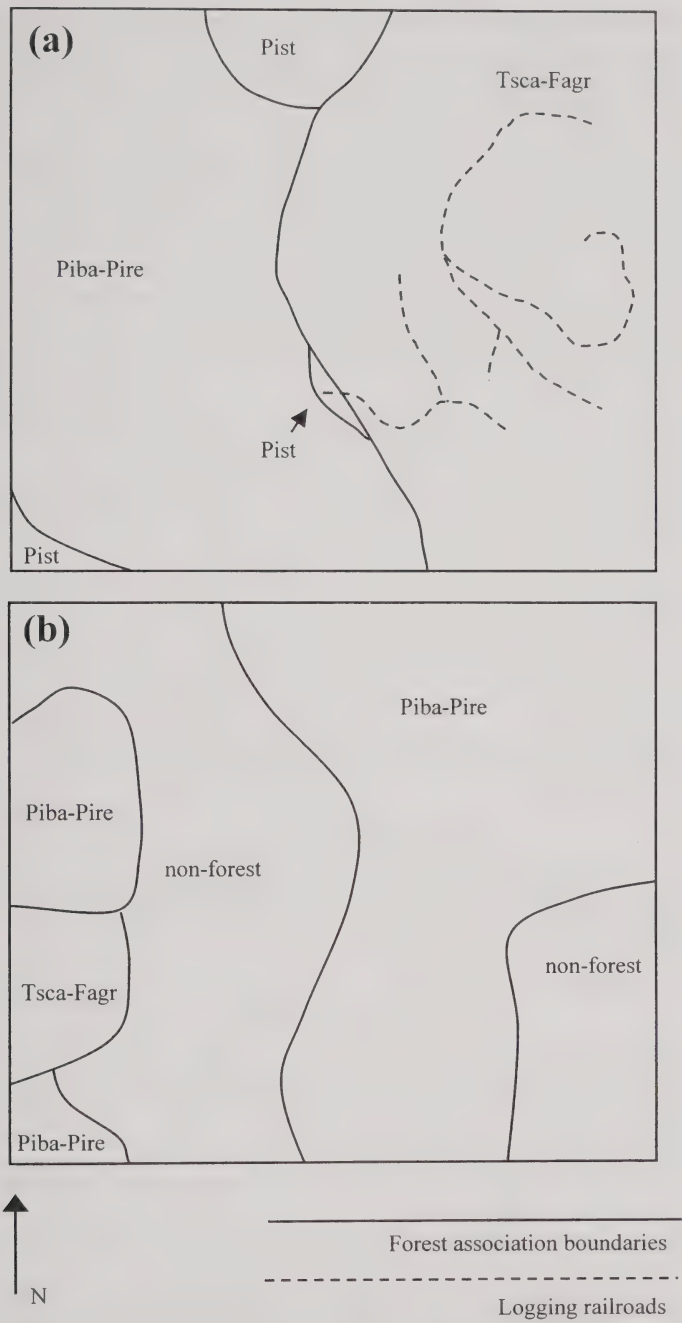 (a)
Pist
Tsca-Fagr
Piba-Pire
Pist
Pist
(b)
Piba-Pire
Piba-Pire
non-forest
non-forest
Tsca-Fagr
Piba-Pire
N
Forest association boundaries
Logging railroads